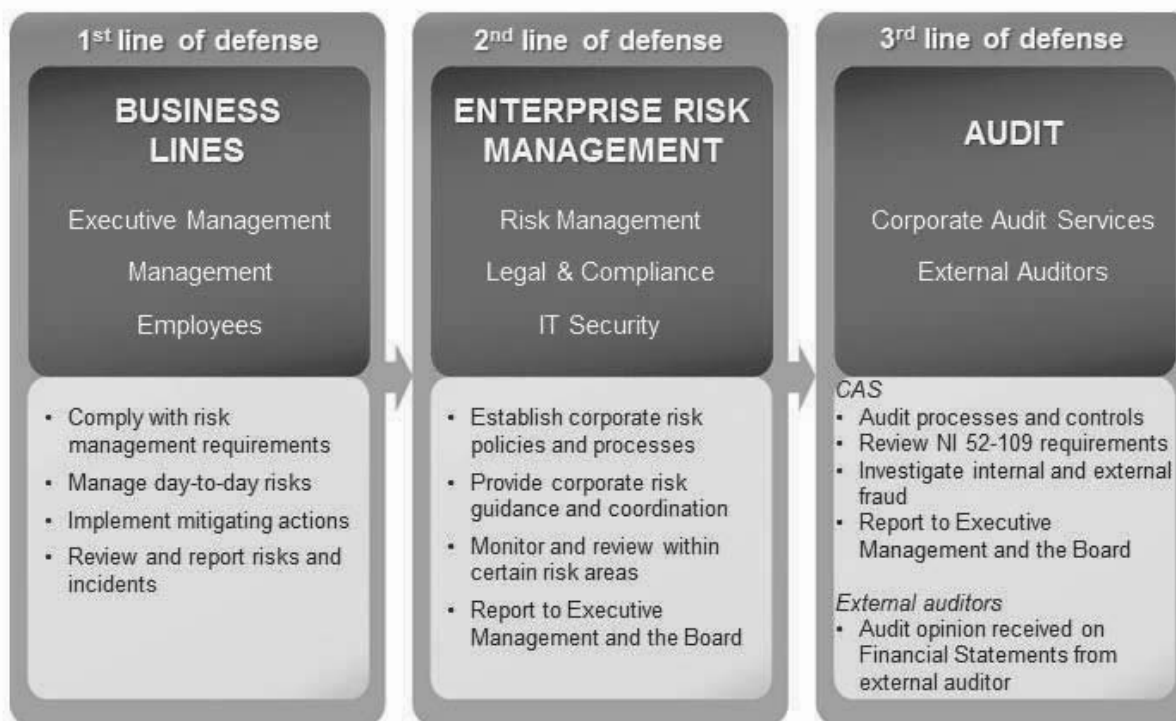 1st line of defense
BUSINESS
LINES
Executive Management
Management
Employees
• Comply with risk
management requirements
• Manage day-to-day risks
• Implement mitigating actions
• Review and report risks and
incidents
2nd line of defense
ENTERPRISE RISK
MANAGEMENT
Risk Management
Legal & Compliance
IT Security
• Establish corporate risk
policies and processes
• Provide corporate risk
guidance and coordination
• Monitor and review within
certain risk areas
• Report to Executive
Management and the Board
3rd line of defense
AUDIT
Corporate Audit Services
External Auditors
CAS
• Audit processes and controls
• Review NI 52-109 requirements
• Investigate internal and external
fraud
• Report to Executive
Management and the Board
External auditors
• Audit opinion received on
Financial Statements from
external auditor